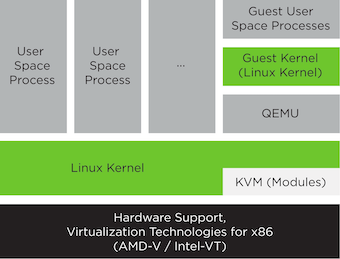 Guest User
Space Processes
User
Space
Process
User
Space
Process
...
Guest Kernel
(Linux Kernel)
QEMU
Linux Kernel
KVM (Modules)
Hardware Support,
Virtualization Technologies for x86
(AMD-V / Intel-VT)